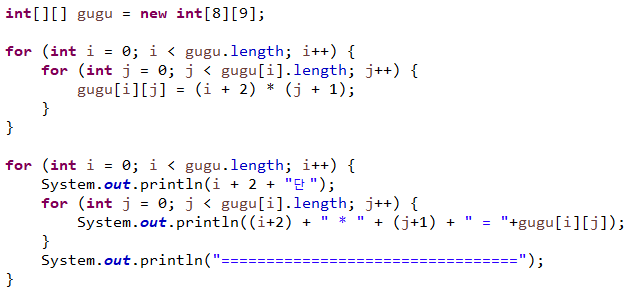 int[][] gugu = new int[8][9];

for (int i = 0; i < gugu.length; i++) {
    for (int j = 0; j < gugu[i].length; j++) {
        gugu[i][j] = (i + 2) * (j + 1);
    }
}

for (int i = 0; i < gugu.length; i++) {
    System.out.println(i + 2 + "단");
    for (int j = 0; j < gugu[i].length; j++) {
        System.out.println((i+2) + " * " + (j+1) + " = "+gugu[i][j]);
    }
    System.out.println("=================================");
}